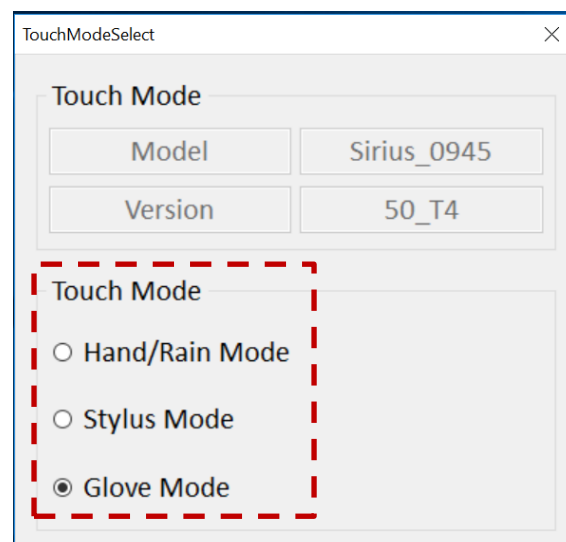 TouchModeSelect
Touch Mode
Model Sirius_0945
Version 50_T4
Touch Mode
Hand/Rain Mode
Stylus Mode
Glove Mode